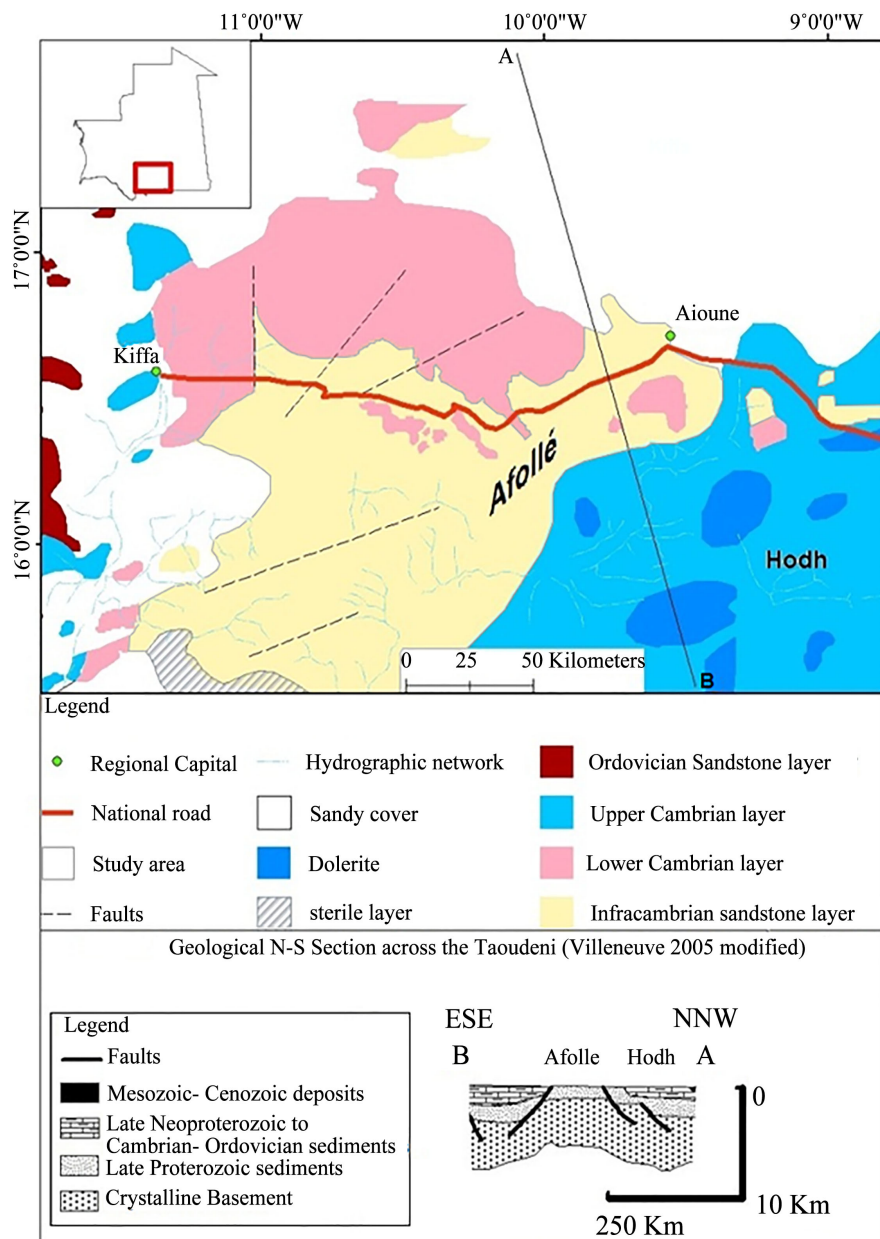 11°0'0"W
10°0'0"W
9°0'0"W
A
17°0'0"N
Aioune
Kiffa
Afollé
16°0'0"N
Hodh
0 25 50 Kilometers
B
Legend
Regional Capital
Hydrographic network
Ordovician Sandstone layer
National road
Sandy cover
Upper Cambrian layer
Study area
Dolerite
Lower Cambrian layer
Faults
sterile layer
Infracambrian sandstone layer
Geological N-S Section across the Taoudeni (Villeneuve 2005 modified)
Legend
Faults
Mesozoic- Cenozoic deposits
Late Neoproterozoic to
Cambrian- Ordovician sediments
Late Proterozoic sediments
Crystalline Basement
ESE
NNW
B
Afolle
Hodh
A
0
10 Km
250 Km